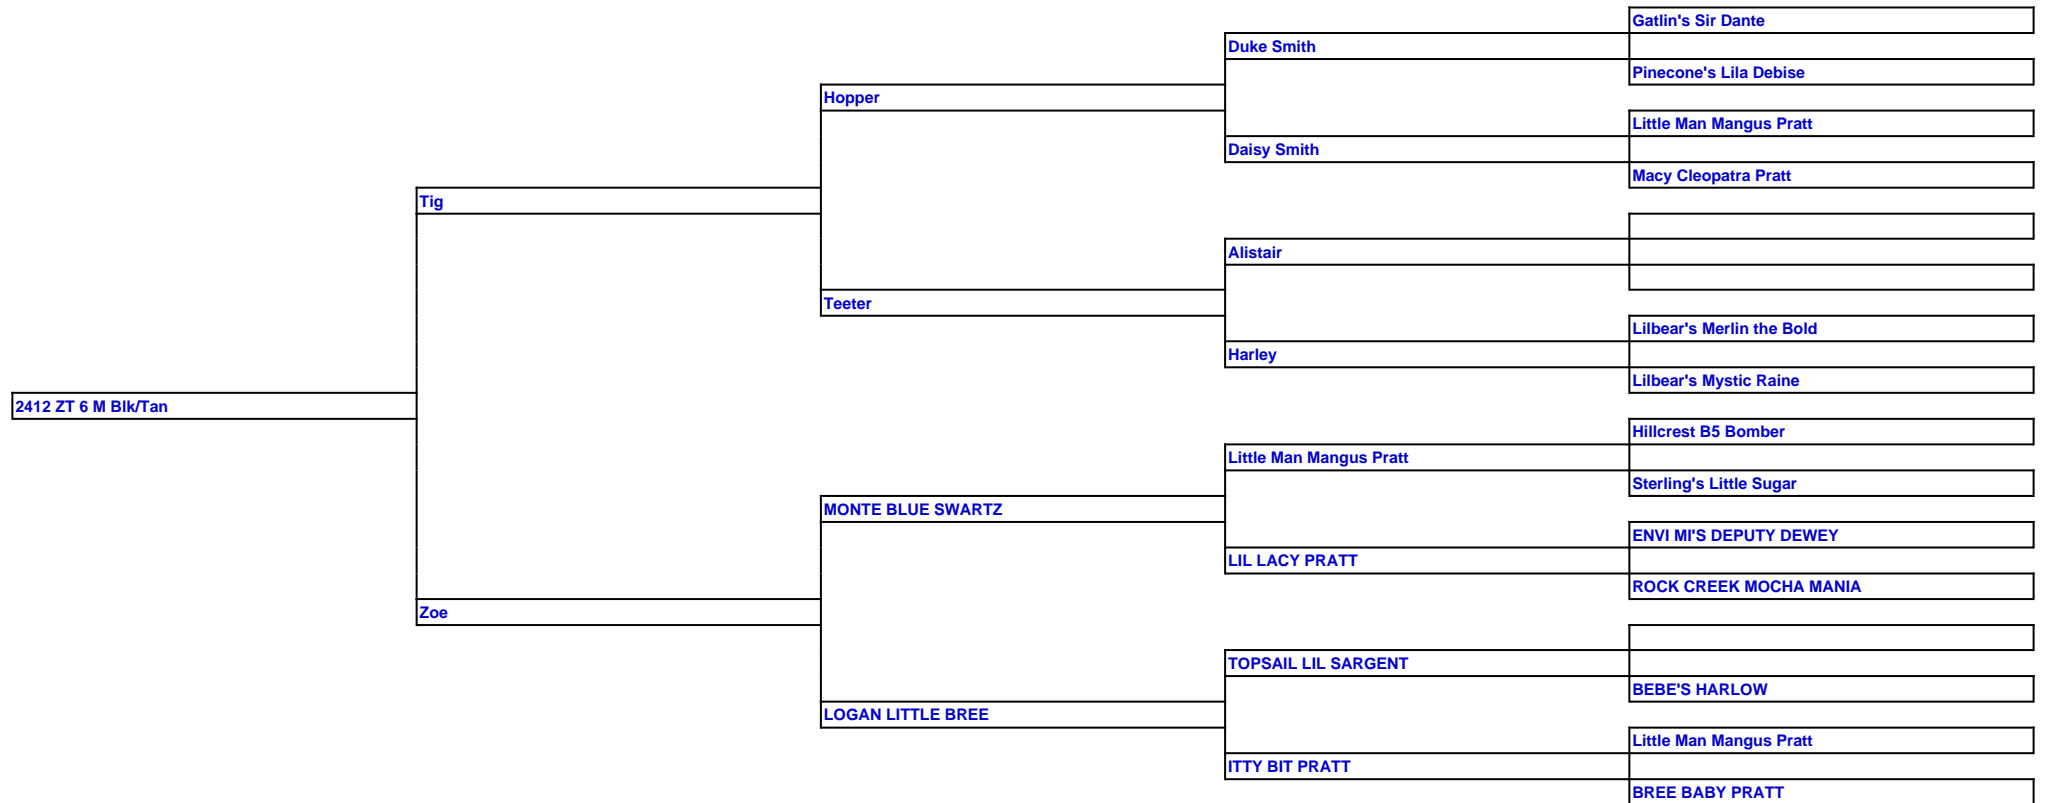 Gatlin's Sir Dante
Duke Smith
Pinecone's Lila Debise
Hopper
Little Man Mangus Pratt
Daisy Smith
Macy Cleopatra Pratt
Tig
Alistair
Teeter
Lilbear's Merlin the Bold
Harley
Lilbear's Mystic Raine
2412 ZT 6 M Blk/Tan
Hillcrest B5 Bomber
Little Man Mangus Pratt
Sterling's Little Sugar
MONTE BLUE SWARTZ
ENVI MI'S DEPUTY DEWEY
LIL LACY PRATT
ROCK CREEK MOCHA MANIA
Zoe
TOPSAIL LIL SARGENT
BEBE'S HARLOW
LOGAN LITTLE BREE
Little Man Mangus Pratt
ITTY BIT PRATT
BREE BABY PRATT